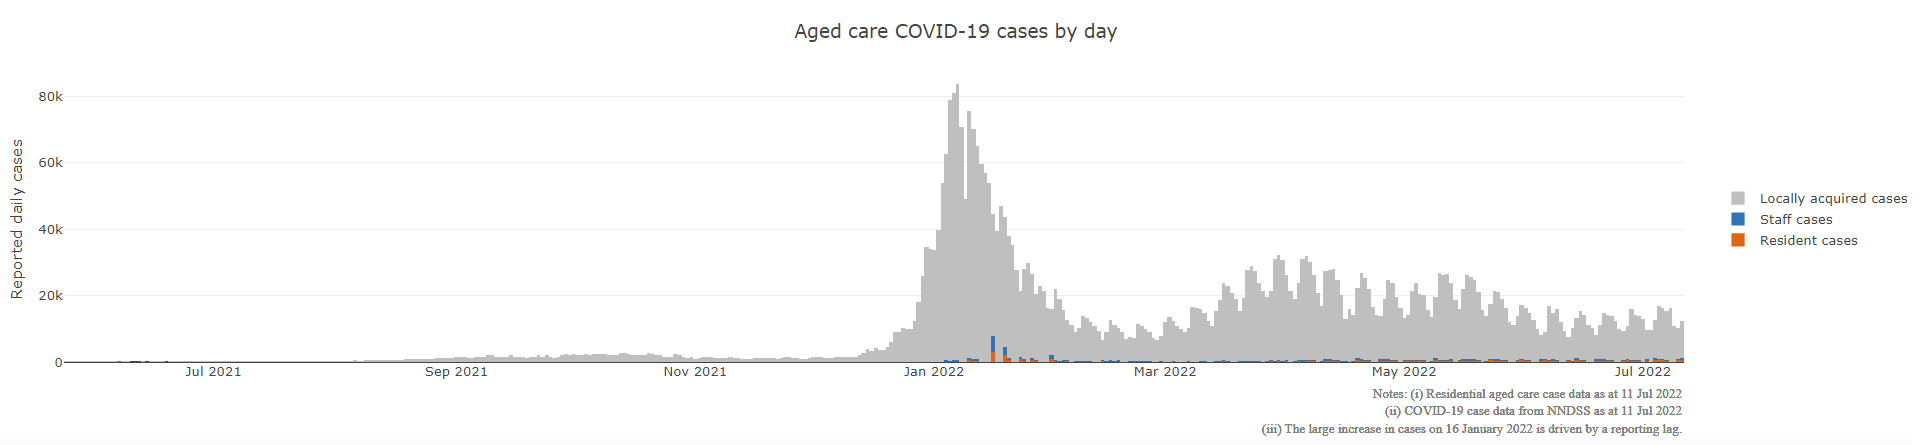 Aged care COVID-19 cases by day
Reported daily cases
80k
60k
40k
20k
0
Jul 2021
Sep 2021
Nov 2021
Jan 2022
Mar 2022
May 2022
Jul 2022
Locally acquired cases
Staff cases
Resident cases
Notes: (i) Residential aged care case data as at 11 Jul 2022
(ii) COVID-19 case data from NNDSS as at 11 Jul 2022
(iii) The large increase in cases on 16 January 2022 is driven by a reporting lag.